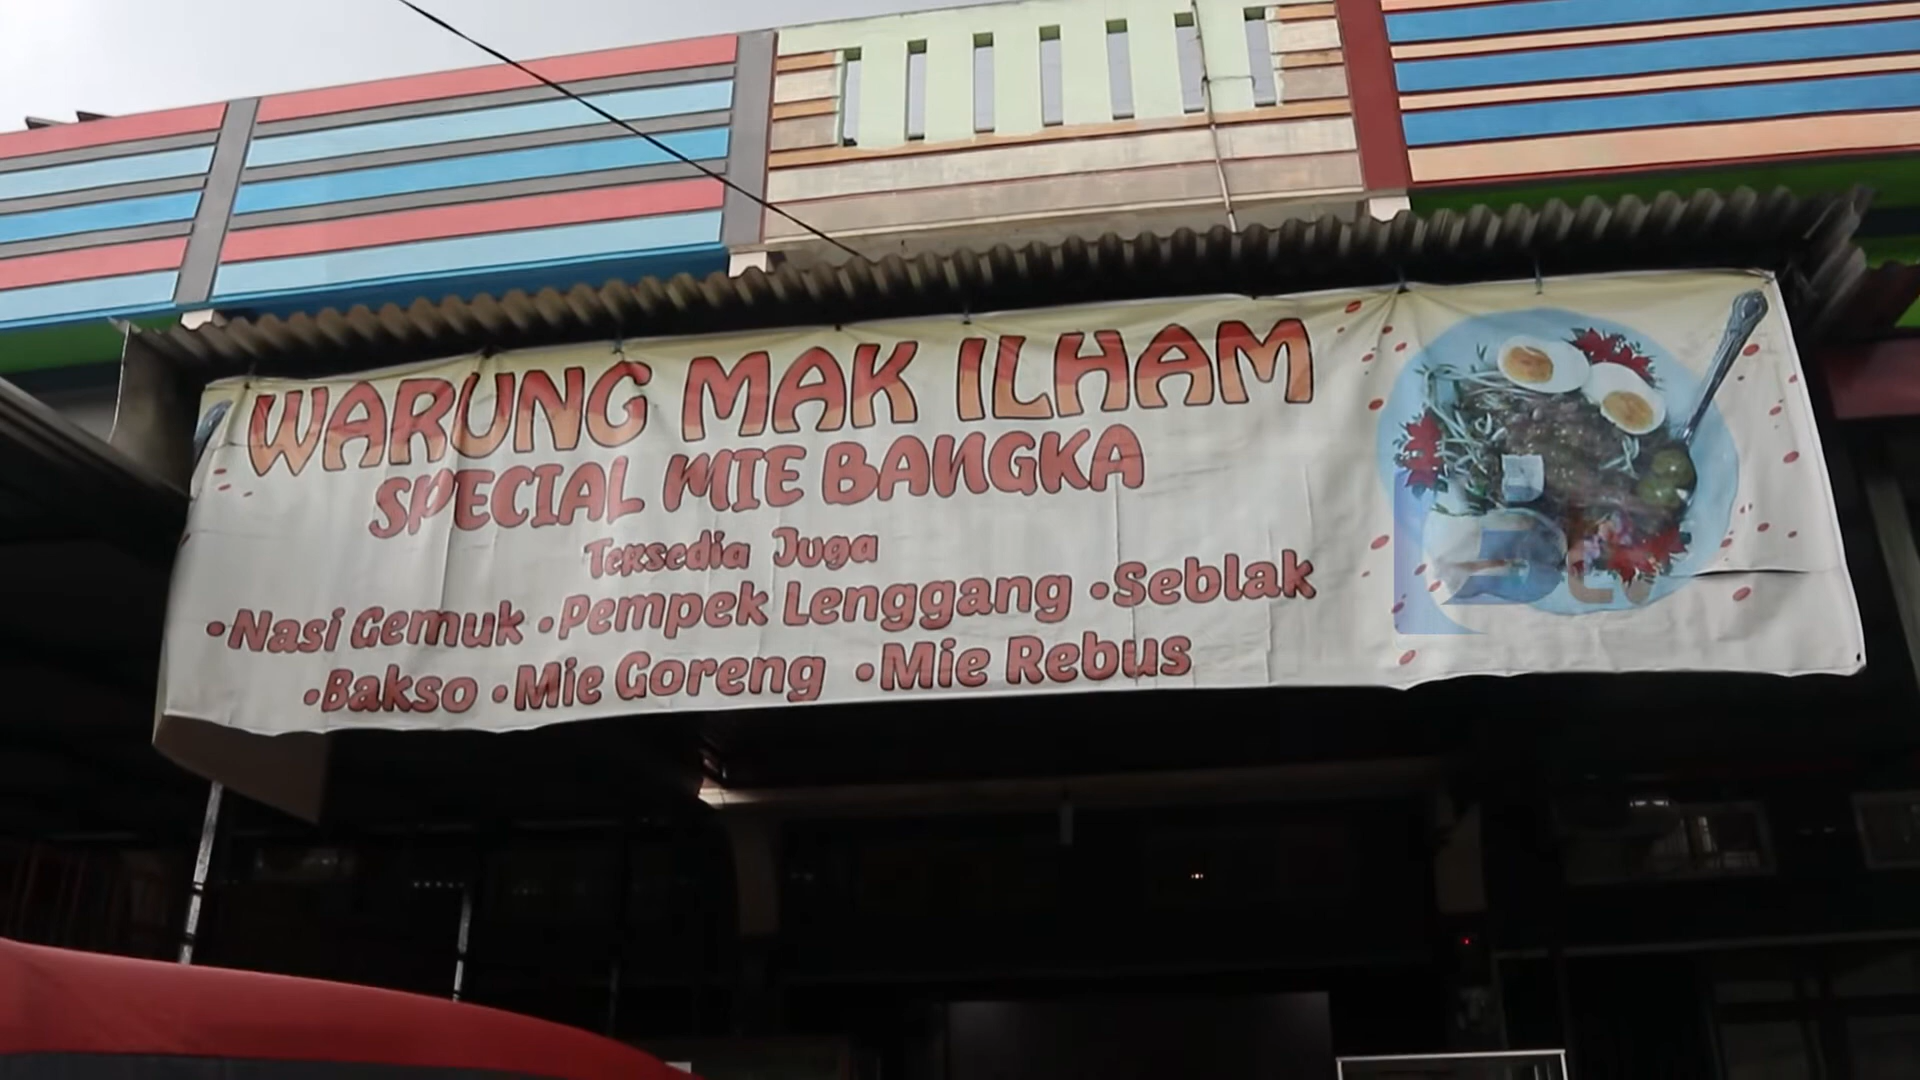 WARUNG MAK ILHAM
SPECIAL MIE BANGKA
Tersedia Juga
•Nasi Gemuk •Pempek Lenggang •Seblak
•Bakso •Mie Goreng •Mie Rebus